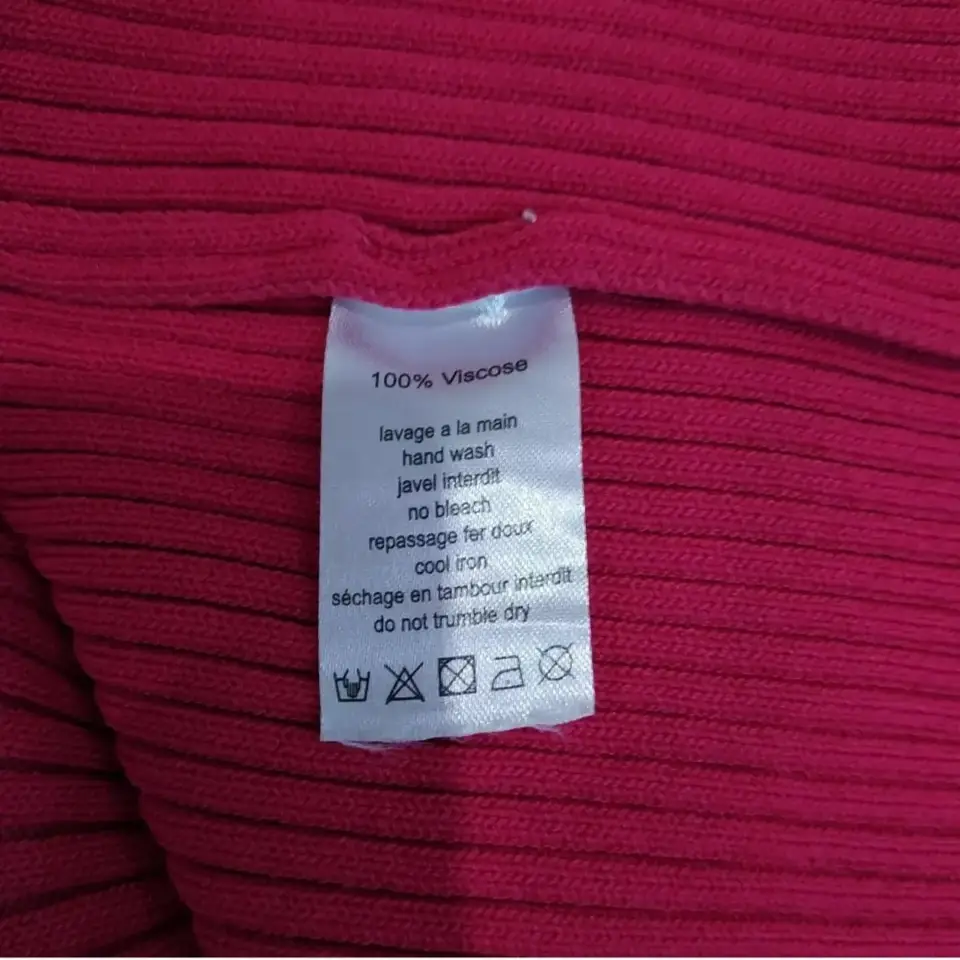 100% Viscose
lavage a la main
hand wash
javel interdit
no bleach
repassage fer doux
cool iron
séchage en tambour interdit
do not trumble dry